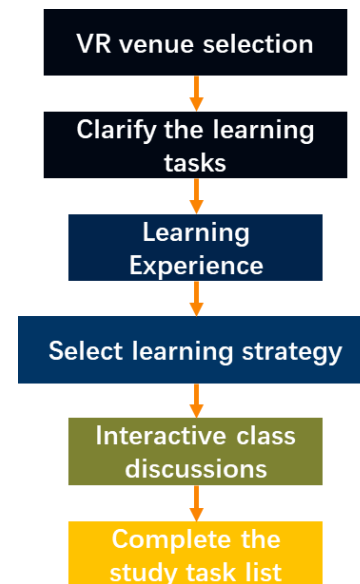 VR venue selection
Clarify the learning
tasks
Learning
Experience
Select learning strategy
Interactive class
discussions
Complete the
study task list